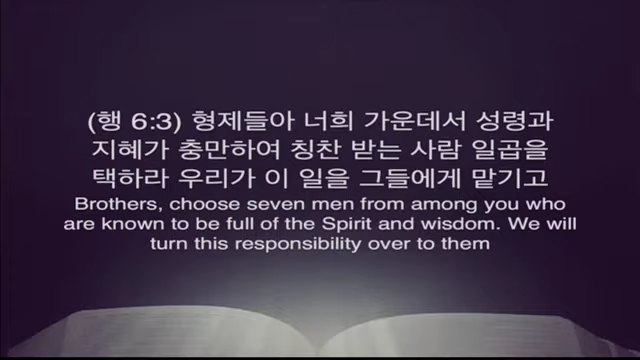 (행 6:3) 형제들아 너희 가운데서 성령과
지혜가 충만하여 칭찬 받는 사람 일곱을
택하라 우리가 이 일을 그들에게 맡기고
Brothers, choose seven men from among you who
are known to be full of the Spirit and wisdom. We will
turn this responsibility over to them